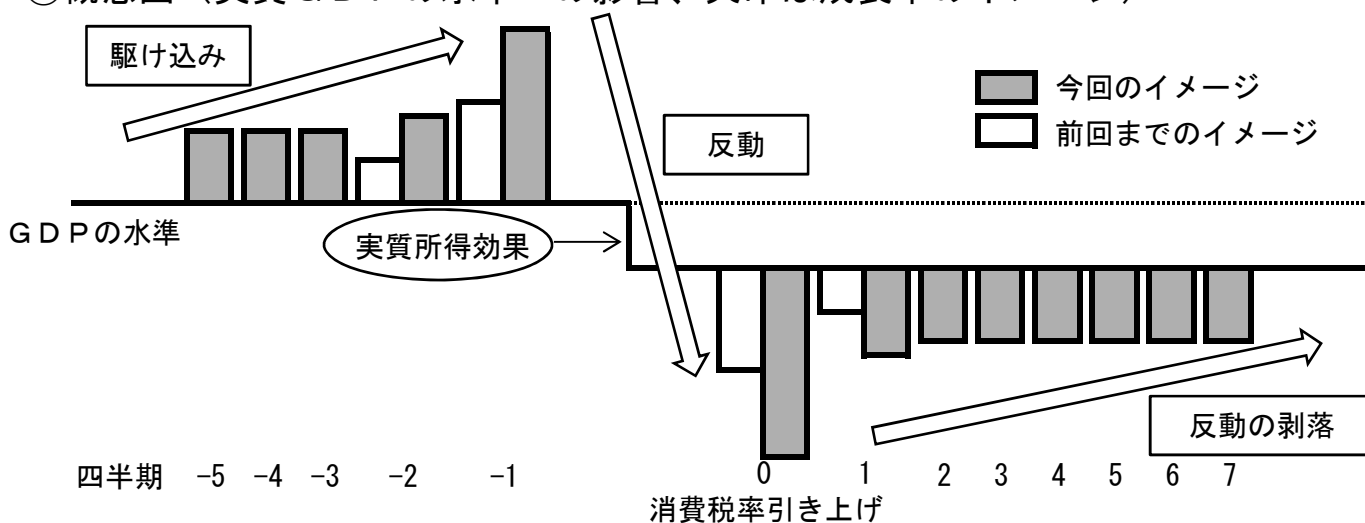 駆け込み
今回のイメージ
前回までのイメージ
反動
ＧＤＰの水準
実質所得効果
反動の剥落
四半期 -5 -4 -3 -2 -1 0 1 2 3 4 5 6 7
消費税率引き上げ